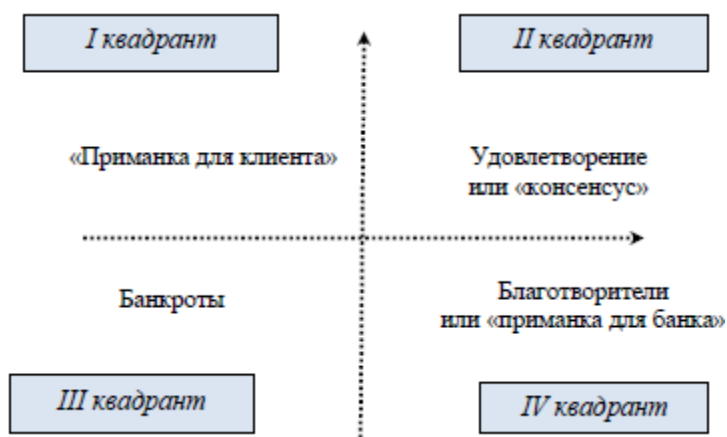 I квадрант
II квадрант
«Приманка для клиента»
Удовлетворение
или «консенсус»
Банкроты
Благотворители
или «приманка для банка»
III квадрант
IV квадрант